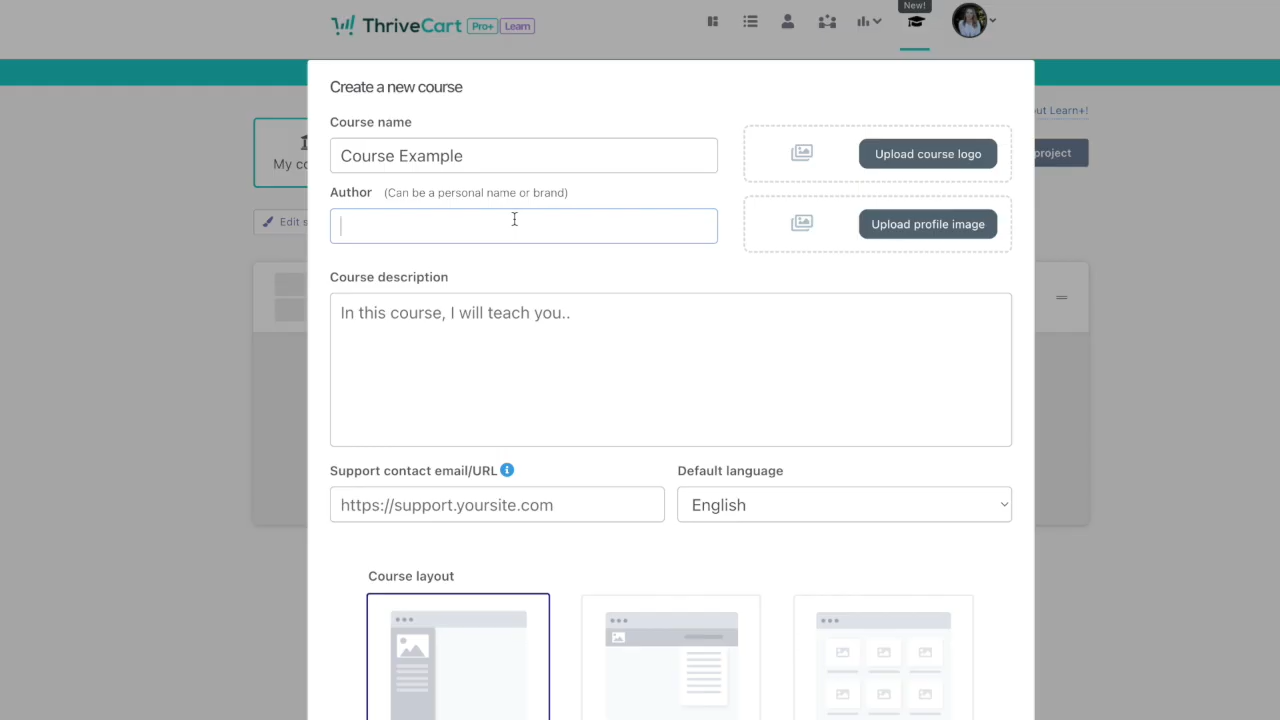 New!
ThriveCart Pro+ Learn
Create a new course
out Learn+!
Course name
Course Example
Upload course logo
My co
project
Author (Can be a personal name or brand)
Edit s
Upload profile image
Course description
In this course, I will teach you..
Support contact email/URL
Default language
https://support.yoursite.com
English
Course layout